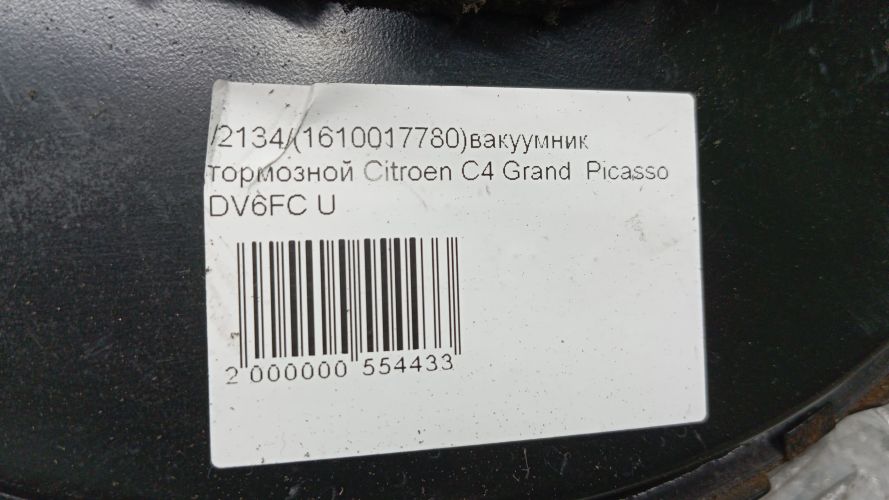 /2134/(1610017780)вакуумник
тормозной Citroen C4 Grand  Picasso
DV6FC U
2 000000 554433